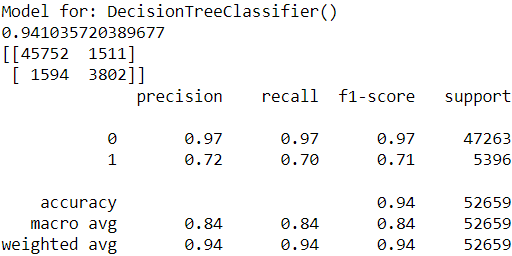 Model for: DecisionTreeClassifier()
0.941035720389677
[[45752  1511]
 [ 1594  3802]]
              precision    recall  f1-score   support

           0       0.97      0.97      0.97     47263
           1       0.72      0.70      0.71      5396

    accuracy                           0.94     52659
   macro avg       0.84      0.84      0.84     52659
weighted avg       0.94      0.94      0.94     52659